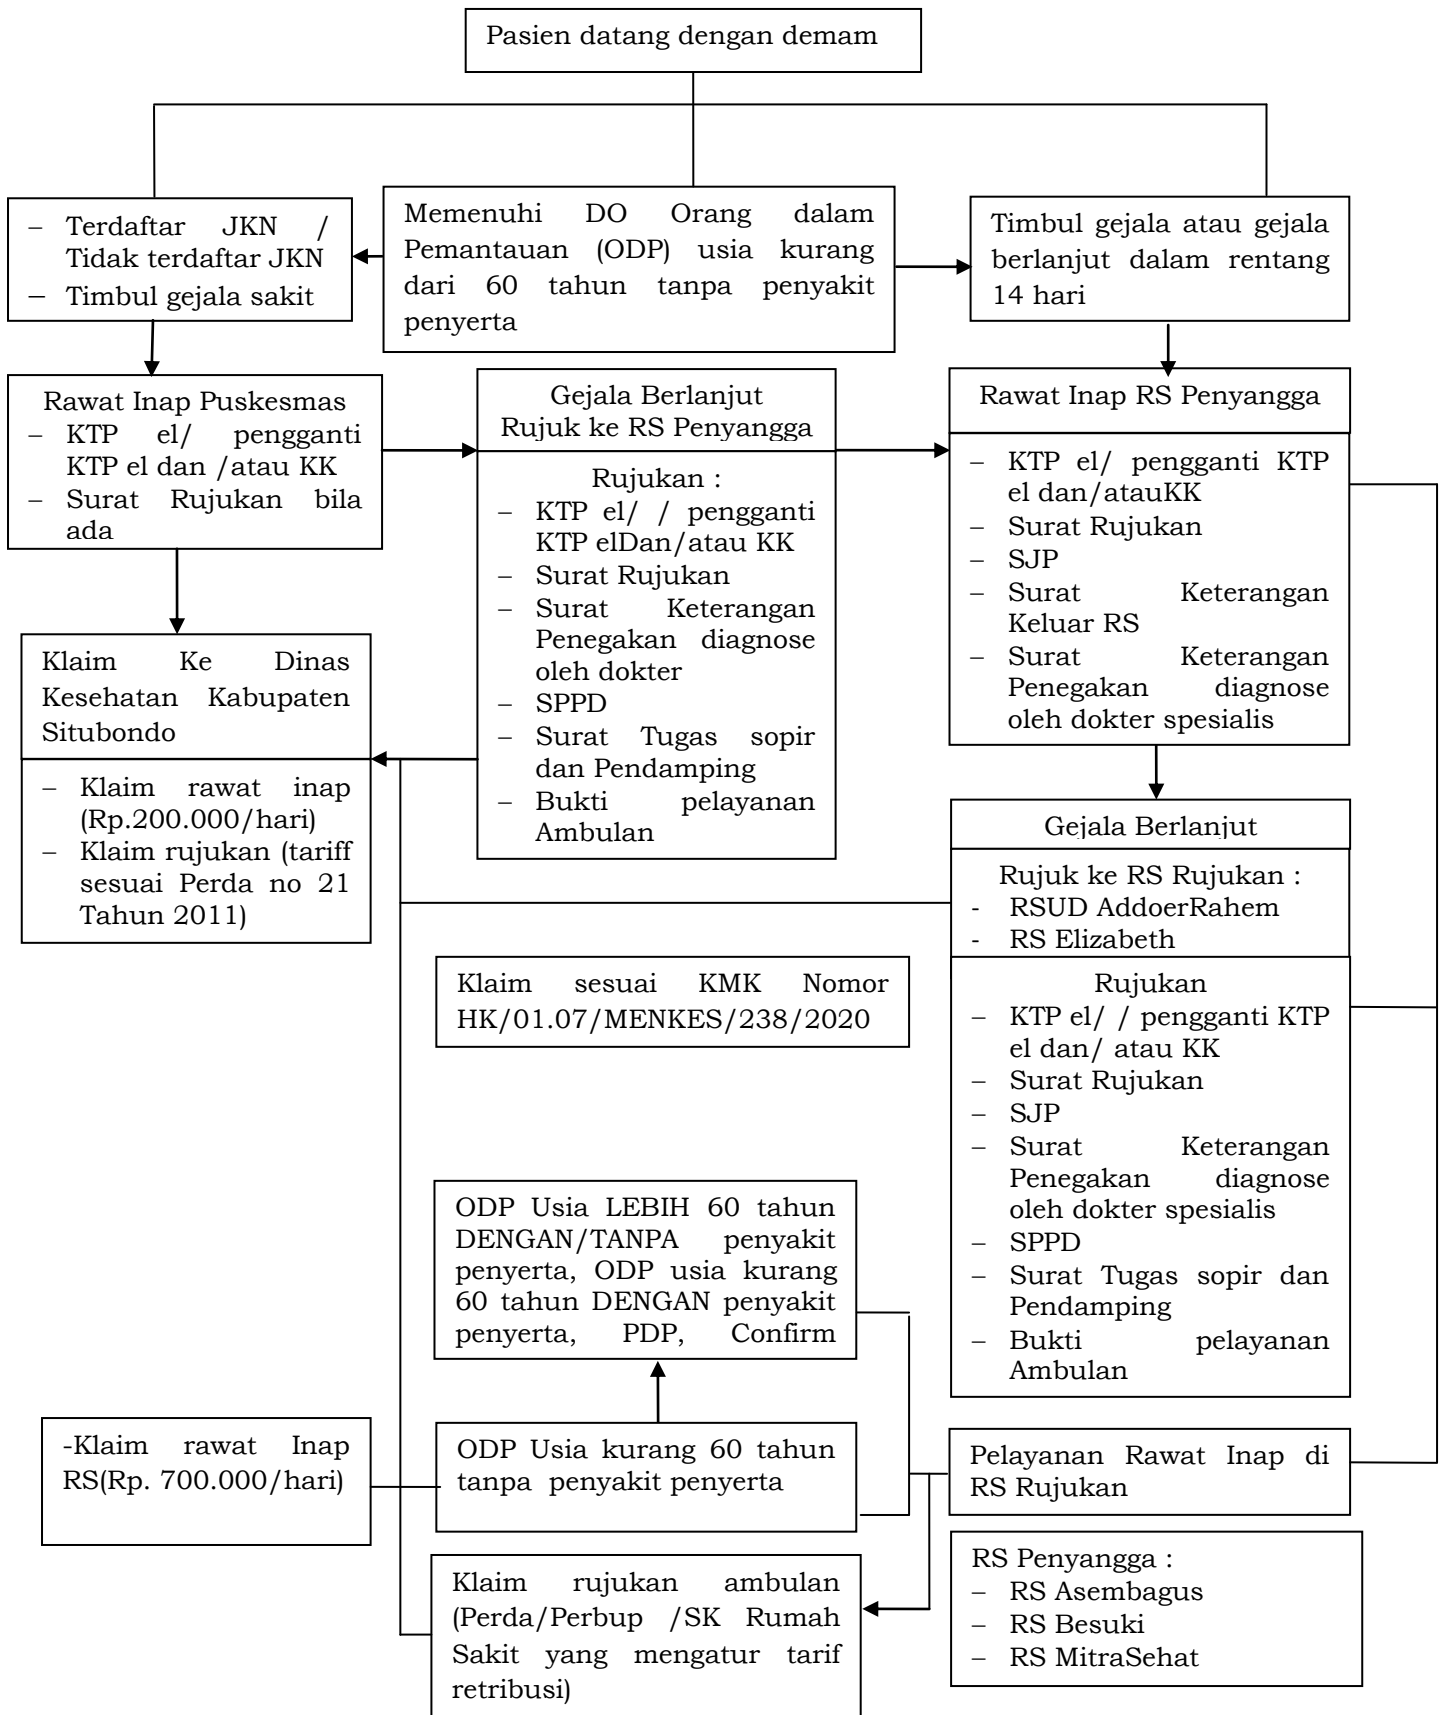 Pasien datang dengan demam
– Terdaftar JKN /
Tidak terdaftar JKN
– Timbul gejala sakit
Memenuhi DO Orang dalam
Pemantauan (ODP) usia kurang
dari 60 tahun tanpa penyakit
penyerta
Timbul gejala atau gejala
berlanjut dalam rentang
14 hari
Rawat Inap Puskesmas
– KTP el/ pengganti
KTP el dan /atau KK
– Surat Rujukan bila
ada
Gejala Berlanjut
Rujuk ke RS Penyangga
Rujukan :
– KTP el/ / pengganti
KTP elDan/atau KK
– Surat Rujukan
– Surat Keterangan
Penegakan diagnose
oleh dokter
– SPPD
– Surat Tugas sopir
dan Pendamping
– Bukti pelayanan
Ambulan
Rawat Inap RS Penyangga
– KTP el/ pengganti KTP
el dan/atauKK
– Surat Rujukan
– SJP
– Surat Keterangan
Keluar RS
– Surat Keterangan
Penegakan diagnose
oleh dokter spesialis
Klaim Ke Dinas
Kesehatan Kabupaten
Situbondo
– Klaim rawat inap
(Rp.200.000/hari)
– Klaim rujukan (tariff
sesuai Perda no 21
Tahun 2011)
Gejala Berlanjut
Rujuk ke RS Rujukan :
- RSUD AddoerRahem
- RS Elizabeth
Rujukan
– KTP el/ / pengganti KTP
el dan/ atau KK
– Surat Rujukan
– SJP
– Surat Keterangan
Penegakan diagnose
oleh dokter spesialis
– SPPD
– Surat Tugas sopir dan
Pendamping
– Bukti pelayanan
Ambulan
Klaim sesuai KMK Nomor
HK/01.07/MENKES/238/2020
ODP Usia LEBIH 60 tahun
DENGAN/TANPA penyakit
penyerta, ODP usia kurang
60 tahun DENGAN penyakit
penyerta, PDP, Confirm
-Klaim rawat Inap
RS(Rp. 700.000/hari)
ODP Usia kurang 60 tahun
tanpa penyakit penyerta
Pelayanan Rawat Inap di
RS Rujukan
Klaim rujukan ambulan
(Perda/Perbup /SK Rumah
Sakit yang mengatur tarif
retribusi)
RS Penyangga :
– RS Asembagus
– RS Besuki
– RS MitraSehat